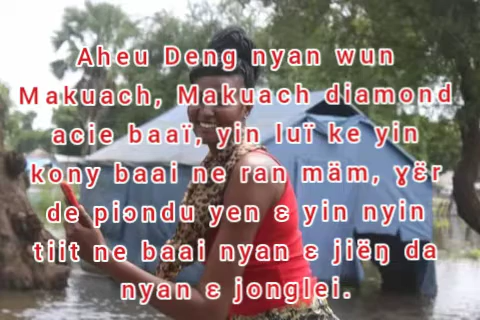 Aheu Deng nyan wun
Makuach, Makuach diamond
acie baaï, yin luï ke yin
kony baai ne ran mäm, ɣër
de piɔndu yen ɛ yin nyin
tiit ne baai nyan ɛ jiëŋ da
nyan ɛ jonglei.